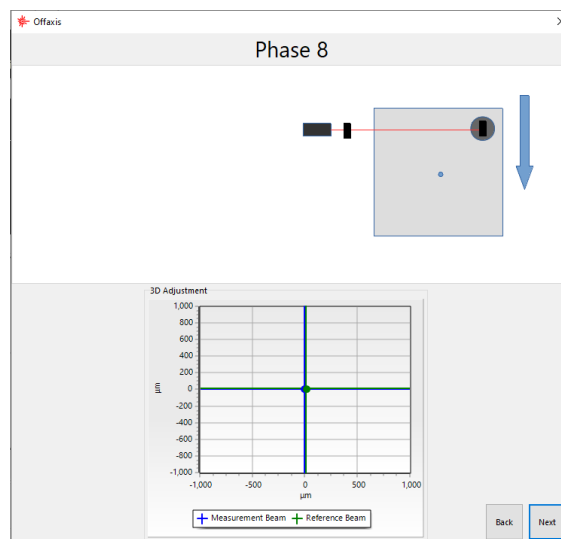 Offaxis
Phase 8
3D Adjustment
1,000
800
600
400
200
0
-200
-400
-600
-800
-1,000
µm
-1,000 -500 0 500 1,000
µm
Measurement Beam Reference Beam
Back Next